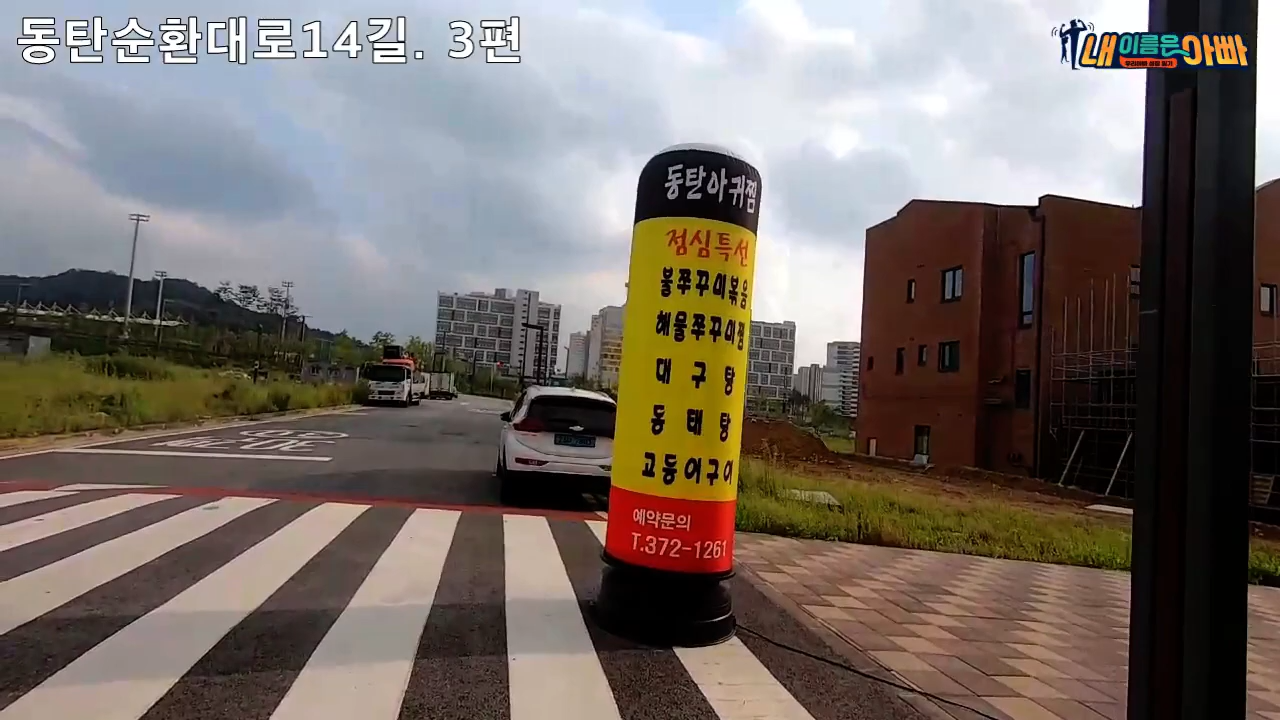 동탄순환대로14길. 3편
내 이름은 아빠
동탄아귀찜
점심특선
불쭈꾸미볶음
해물쭈꾸미찜
대구탕
동태탕
고등어구이
예약문의
T.372-1261